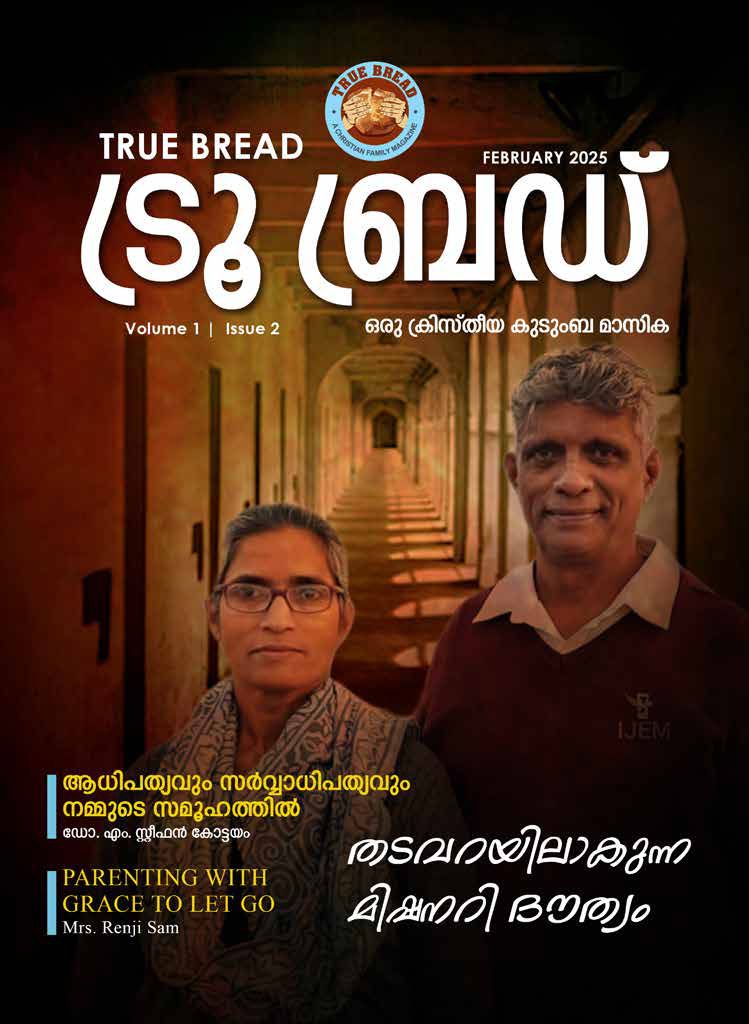 TRUE BREAD
A CHRISTIAN FAMILY MAGAZINE
TRUE BREAD
FEBRUARY 2025
ട്രൂ ബ്രഡ്
Volume 1 | Issue 2
ഒരു ക്രിസ്തീയ കുടുംബ മാസിക
IJEM
ആധിപത്യവും സർവ്വാധിപത്യവും
നമ്മുടെ സമൂഹത്തിൽ
ഡോ. എം. സ്റ്റീഫൻ കോട്ടയം
PARENTING WITH
GRACE TO LET GO
Mrs. Renji Sam
തടവറയിലാകുന്ന
മിഷനറി ദൗത്യം